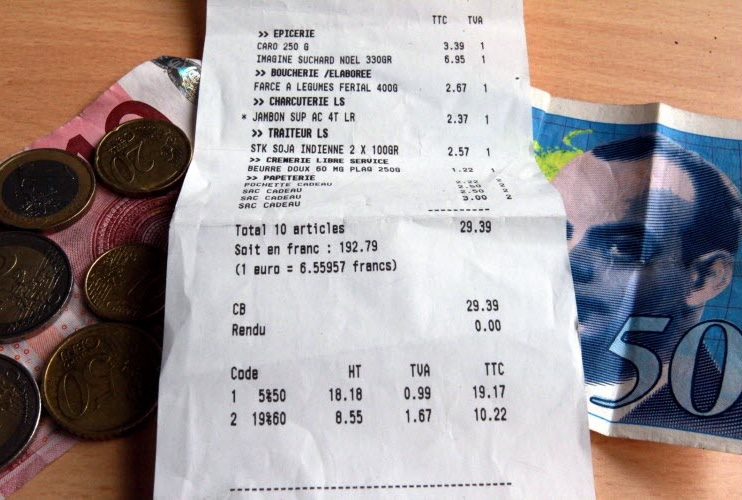 TTC TVA
>> EPICERIE
CARO 250 G 3.39 1
IMAGINE SUCHARD NOEL 330GR 6.95 1
>> BOUCHERIE /ELABOREE
FARCE A LEGUMES FERIAL 400G 2.67 1
>> CHARCUTERIE LS
* JAMBON SUP AC 4T LR 2.37 1
>> TRAITEUR LS
STK SOJA INDIENNE 2 X 100GR 2.57 1
>> CREMERIE LIBRE SERVICE
BEURRE DOUX 60 MG PLAQ 250G 1.22 1
>> PAPETERIE
POCHETTE CADEAU
SAC CADEAU
SAC CADEAU 3.00
SAC CADEAU
Total 10 articles 29.39
Soit en franc : 192.79
(1 euro = 6.55957 francs)
CB 29.39
Rendu 0.00
Code HT TVA TTC
1 5%50 18.18 0.99 19.17
2 19%60 8.55 1.67 10.22
50
20
10